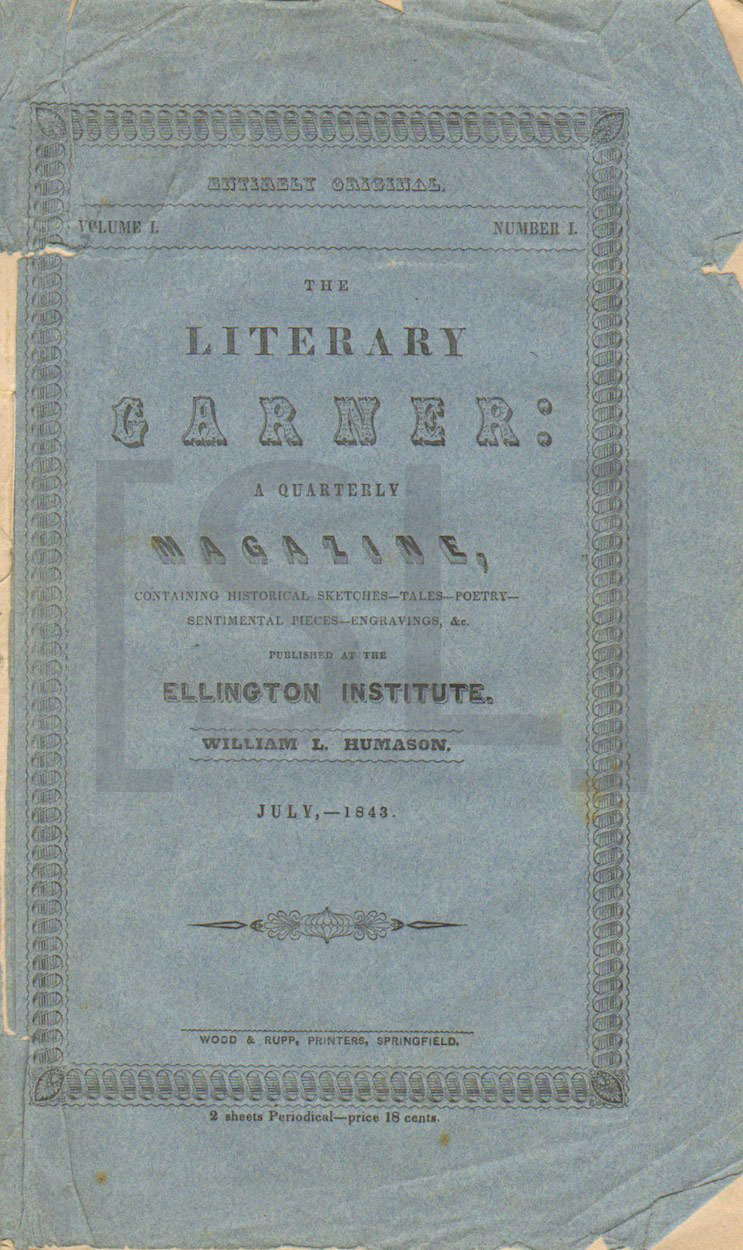 ENTIRELY ORIGINAL.
VOLUME I. NUMBER I.
THE
LITERARY
GARNER:
A QUARTERLY
MAGAZINE,
CONTAINING HISTORICAL SKETCHES—TALES—POETRY—
SENTIMENTAL PIECES—ENGRAVINGS, &c.
PUBLISHED AT THE
ELLINGTON INSTITUTE.
WILLIAM L. HUMASON.
JULY,—1843.
WOOD & RUPP, PRINTERS, SPRINGFIELD.
2 sheets Periodical—price 18 cents.
[SL]